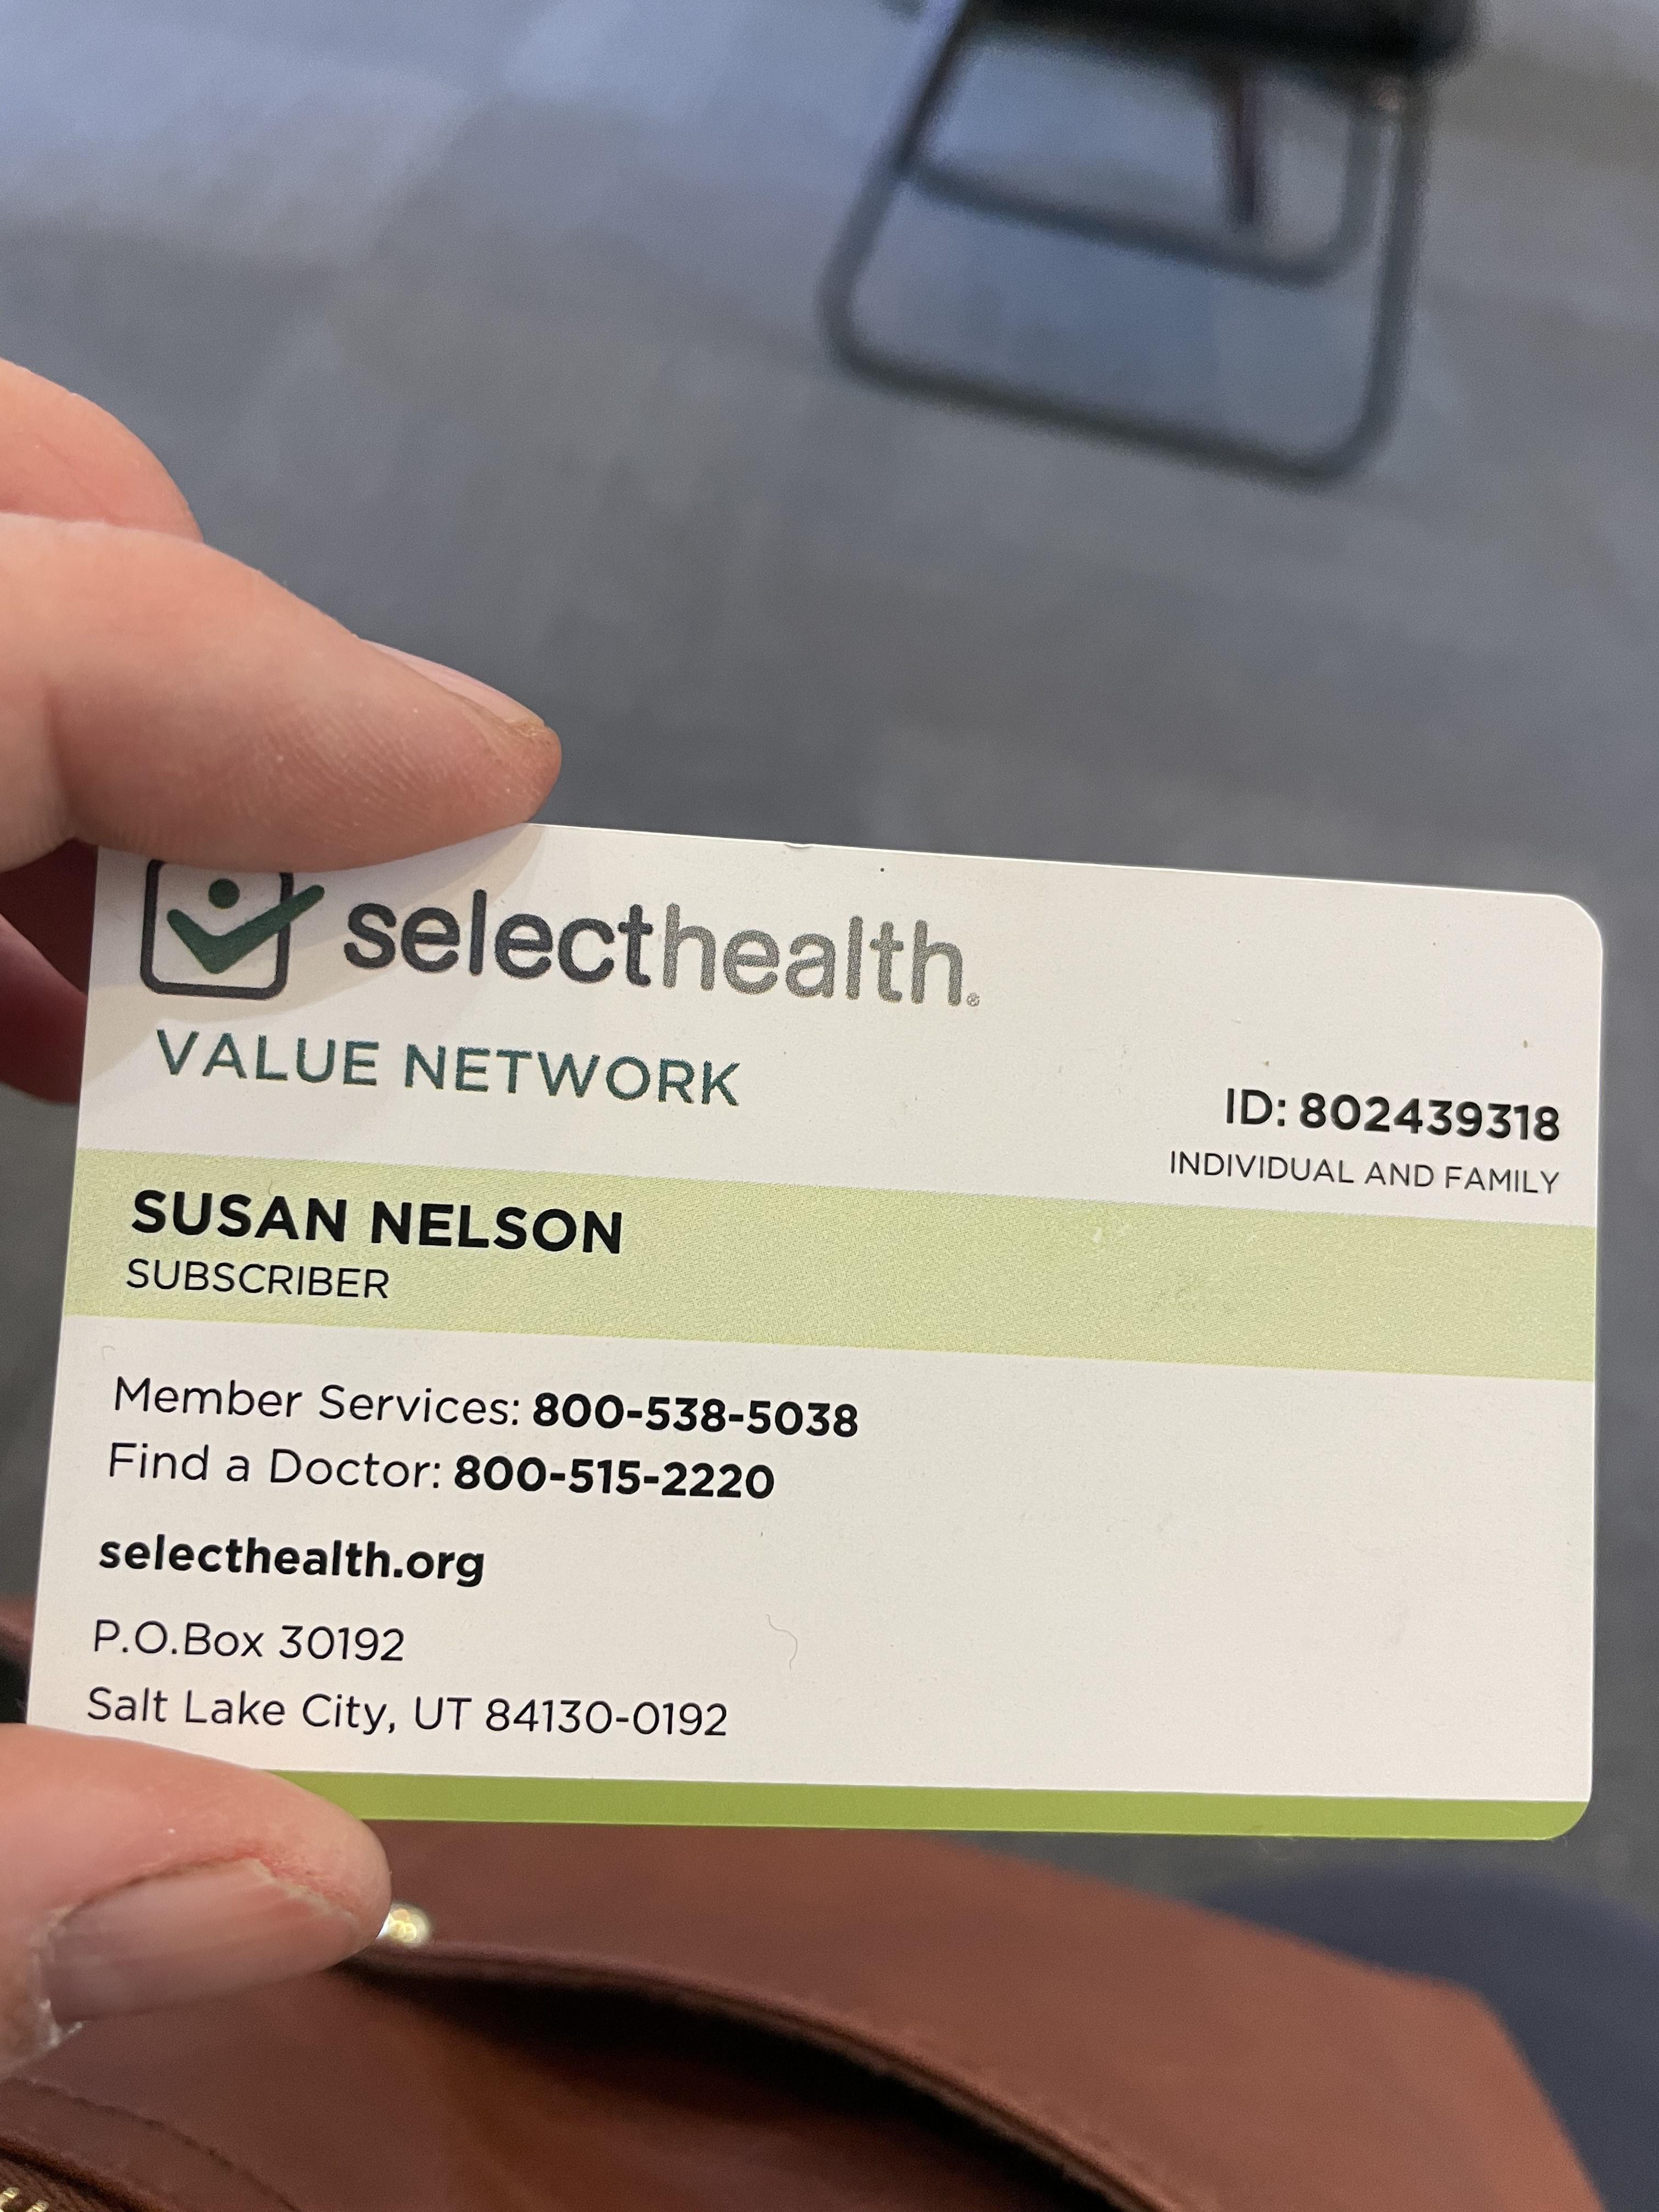 selecthealth®
VALUE NETWORK
ID: 802439318
INDIVIDUAL AND FAMILY
SUSAN NELSON
SUBSCRIBER
Member Services: 800-538-5038
Find a Doctor: 800-515-2220
selecthealth.org
P.O.Box 30192
Salt Lake City, UT 84130-0192